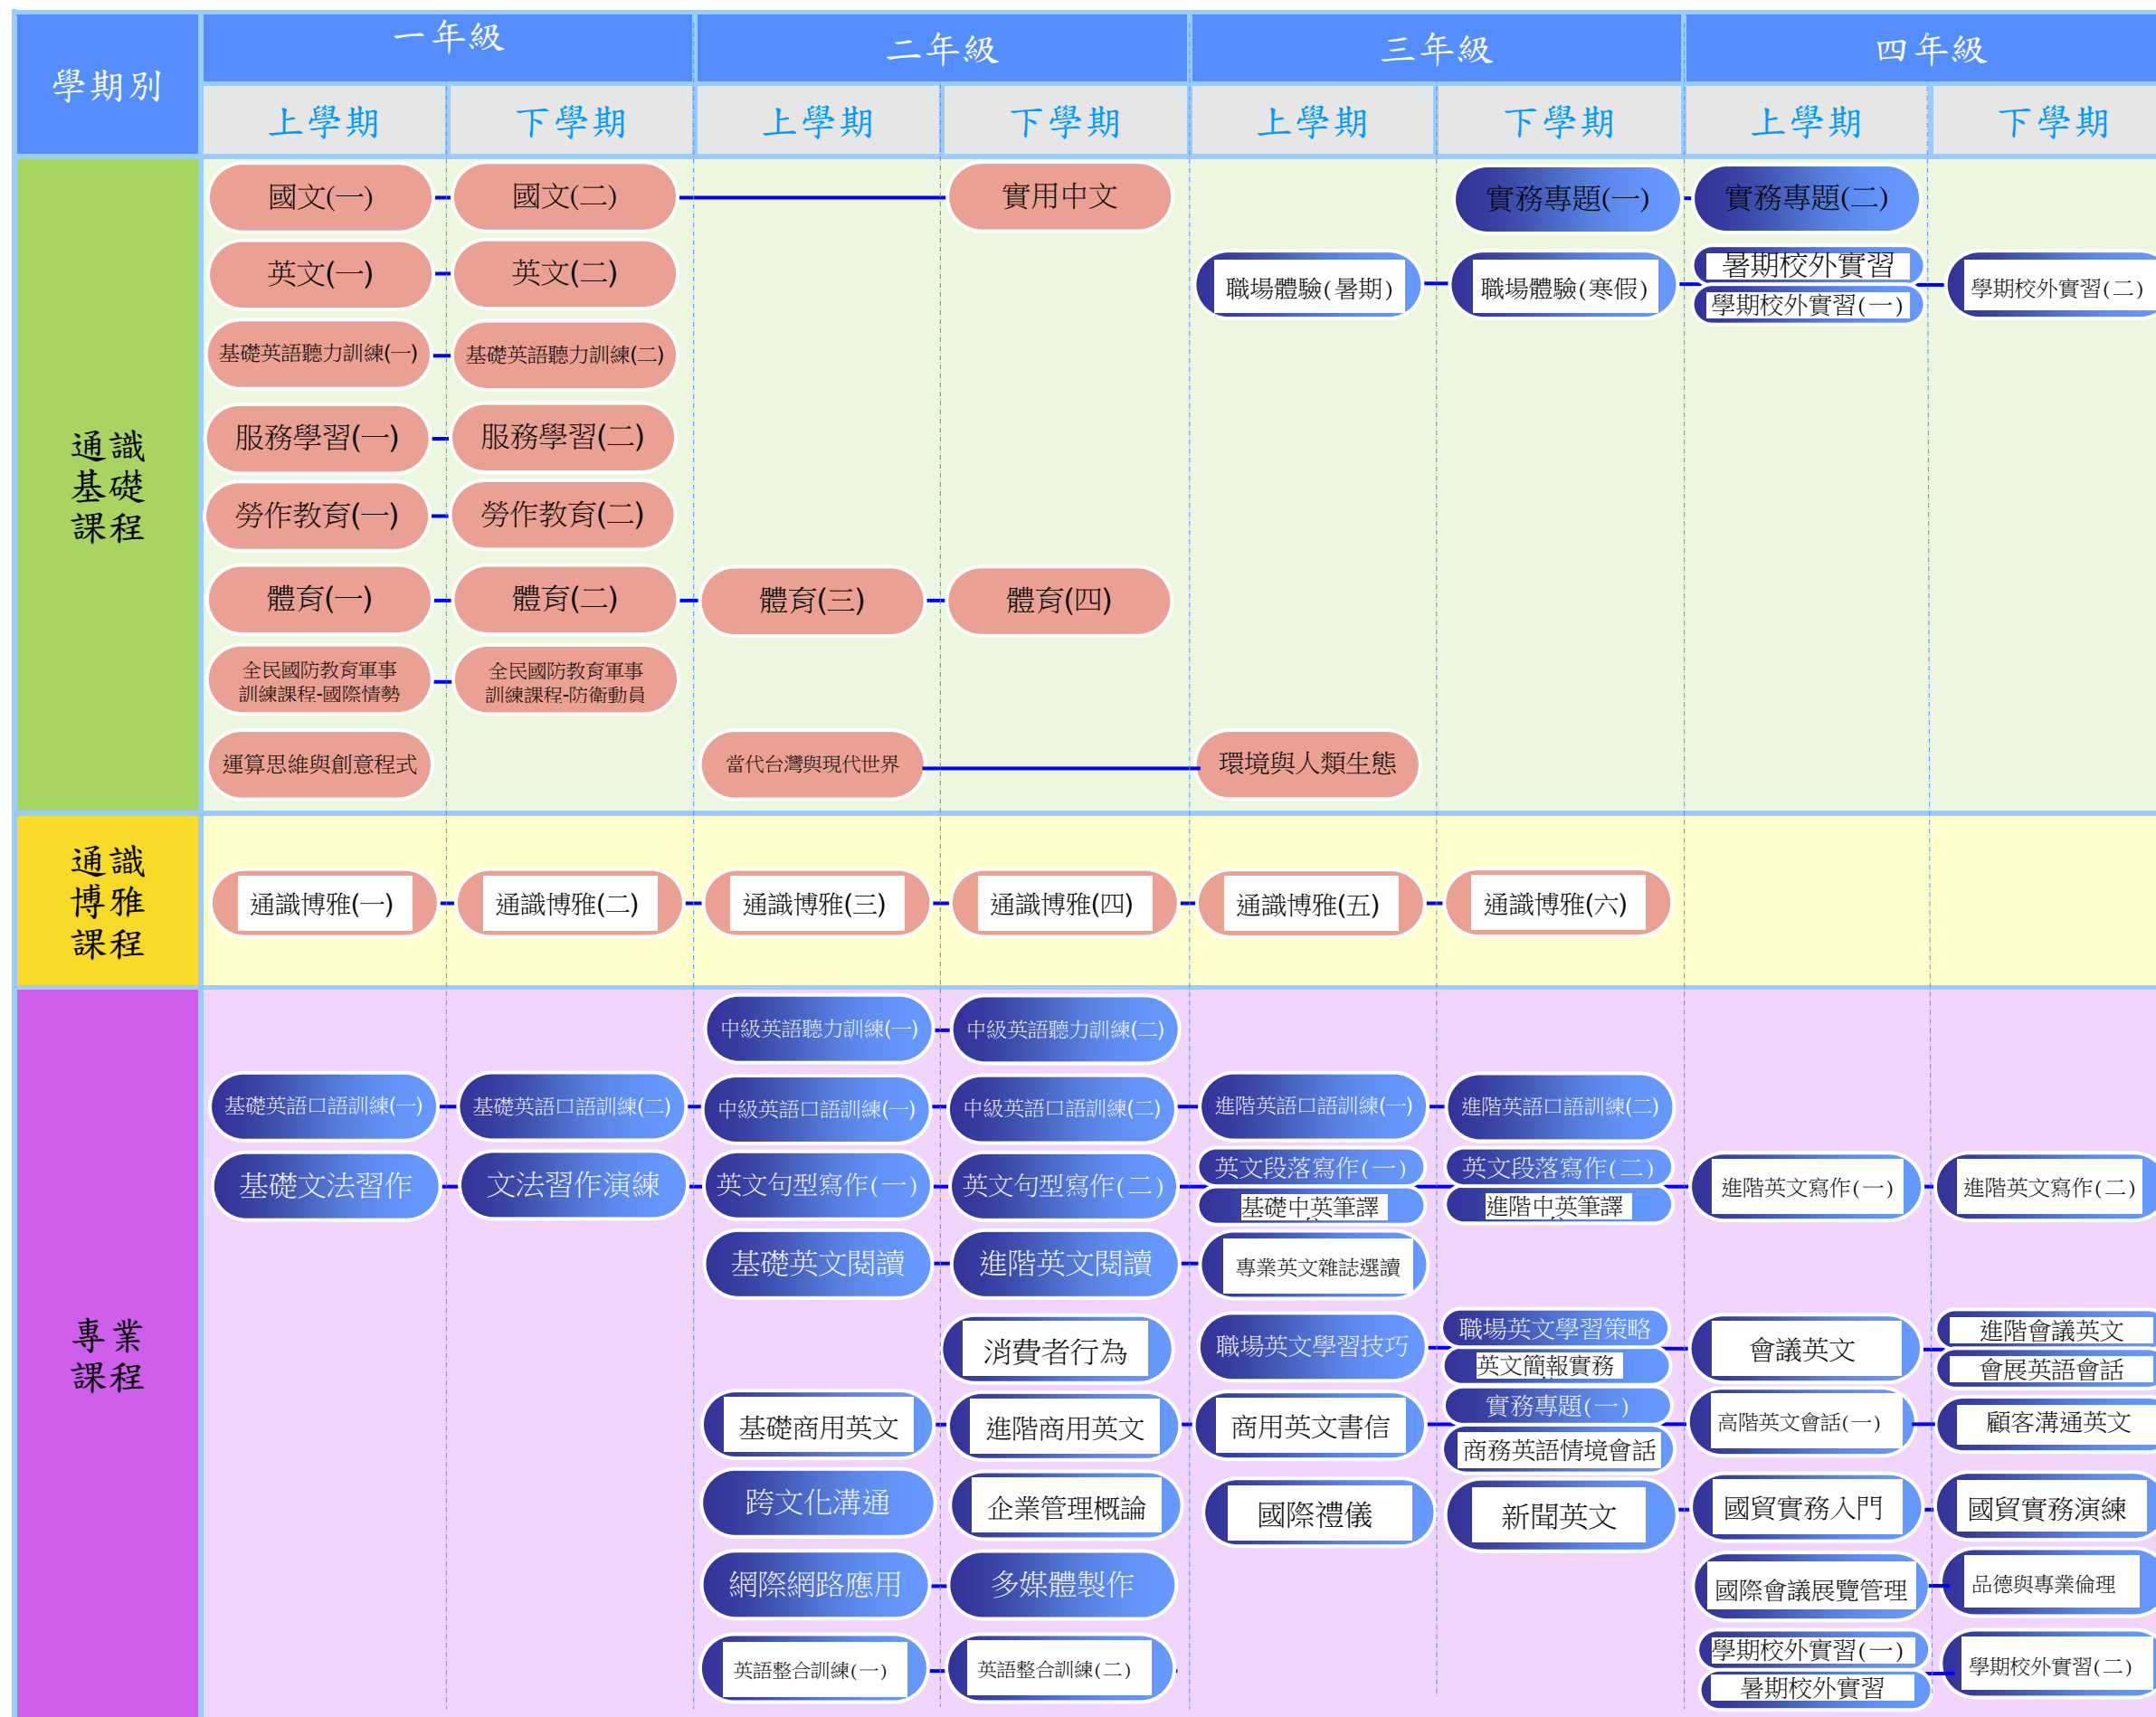 學期別
一年級
二年級
三年級
四年級
上學期
下學期
上學期
下學期
上學期
下學期
上學期
下學期
通識
基礎
課程
國文(一)
國文(二)
實用中文
實務專題(一)
實務專題(二)
英文(一)
英文(二)
職場體驗(暑期)
職場體驗(寒假)
暑期校外實習
學期校外實習(一)
學期校外實習(二)
基礎英語聽力訓練(一)
基礎英語聽力訓練(二)
服務學習(一)
服務學習(二)
勞作教育(一)
勞作教育(二)
體育(一)
體育(二)
體育(三)
體育(四)
全民國防教育軍事
訓練課程-國際情勢
全民國防教育軍事
訓練課程-防衛動員
運算思維與創意程式
當代台灣與現代世界
環境與人類生態
通識
博雅
課程
通識博雅(一)
通識博雅(二)
通識博雅(三)
通識博雅(四)
通識博雅(五)
通識博雅(六)
專業
課程
中級英語聽力訓練(一)
中級英語聽力訓練(二)
基礎英語口語訓練(一)
基礎英語口語訓練(二)
中級英語口語訓練(一)
中級英語口語訓練(二)
進階英語口語訓練(一)
進階英語口語訓練(二)
基礎文法習作
文法習作演練
英文句型寫作(一)
英文句型寫作(二)
英文段落寫作(一)
基礎中英筆譯
英文段落寫作(二)
進階中英筆譯
進階英文寫作(一)
進階英文寫作(二)
基礎英文閱讀
進階英文閱讀
專業英文雜誌選讀
消費者行為
職場英文學習技巧
職場英文學習策略
英文簡報實務
會議英文
進階會議英文
會展英語會話
基礎商用英文
進階商用英文
商用英文書信
實務專題(一)
商務英語情境會話
高階英文會話(一)
顧客溝通英文
跨文化溝通
企業管理概論
國際禮儀
新聞英文
國貿實務入門
國貿實務演練
網際網路應用
多媒體製作
國際會議展覽管理
品德與專業倫理
英語整合訓練(一)
英語整合訓練(二)
學期校外實習(一)
暑期校外實習
學期校外實習(二)